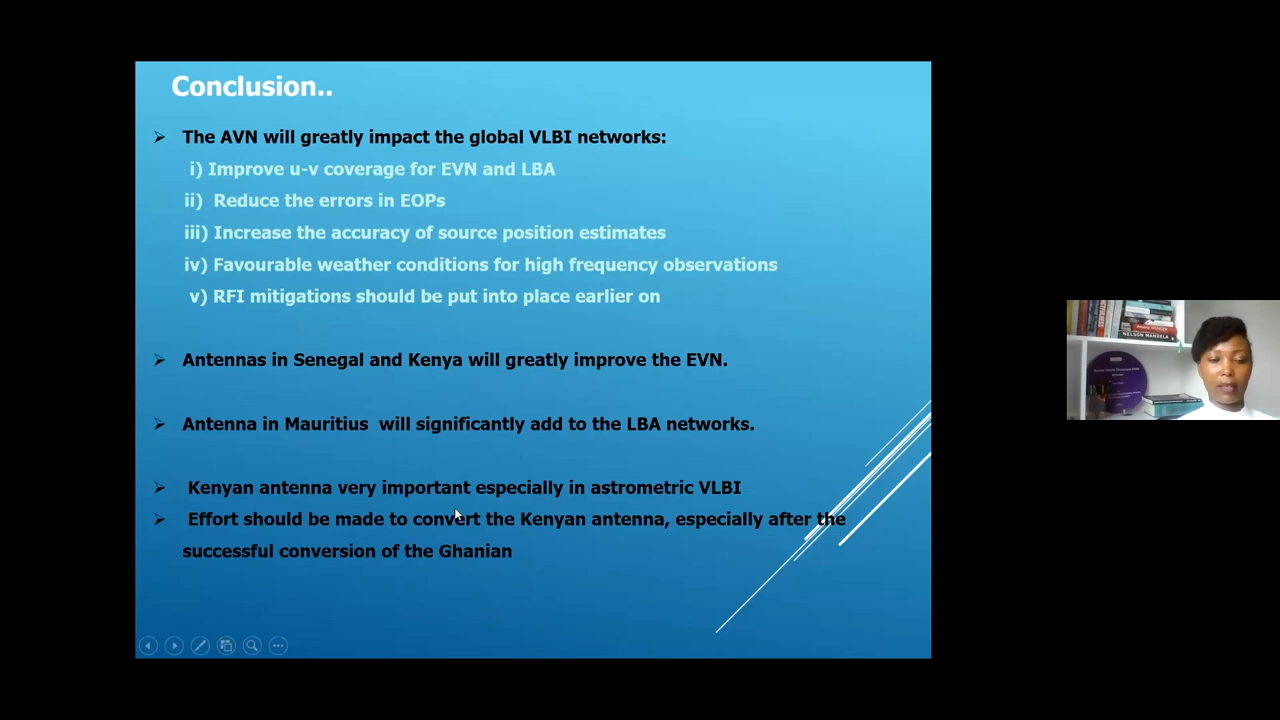 Conclusion..
➢ The AVN will greatly impact the global VLBI networks:
i) Improve u-v coverage for EVN and LBA
ii) Reduce the errors in EOPs
iii) Increase the accuracy of source position estimates
iv) Favourable weather conditions for high frequency observations
v) RFI mitigations should be put into place earlier on
➢ Antennas in Senegal and Kenya will greatly improve the EVN.
➢ Antenna in Mauritius will significantly add to the LBA networks.
➢ Kenyan antenna very important especially in astrometric VLBI
➢ Effort should be made to convert the Kenyan antenna, especially after the
successful conversion of the Ghanian
NELSON MANDELA